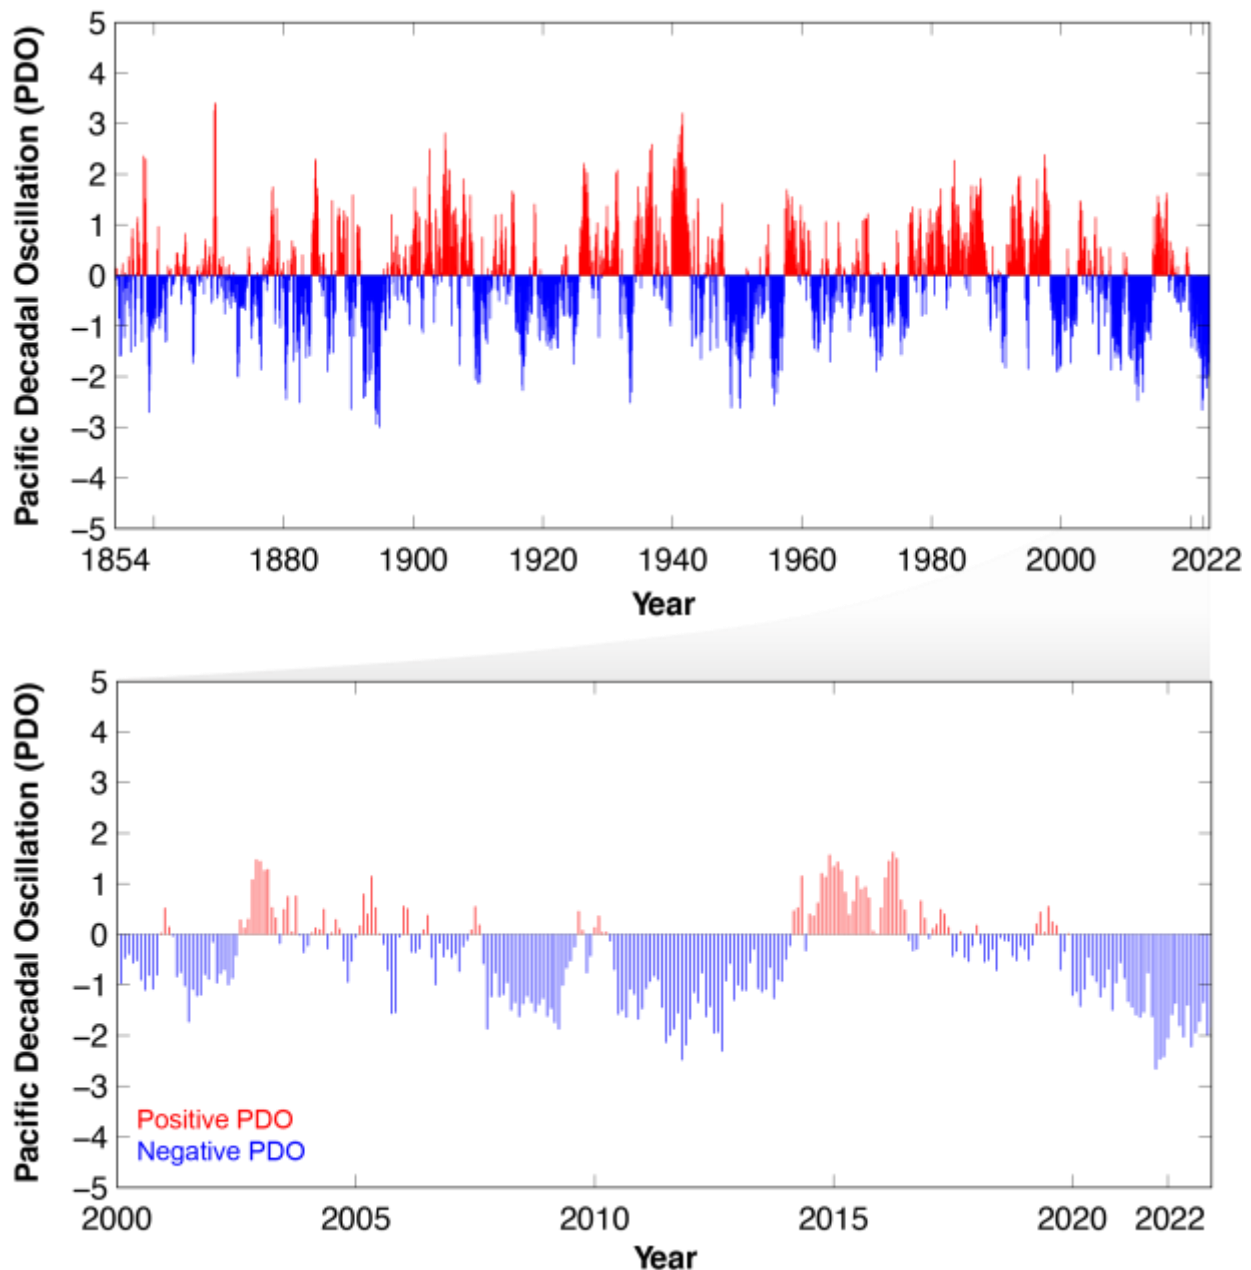 Pacific Decadal Oscillation (PDO)
5
4
3
2
1
0
−1
−2
−3
−4
−5
1854 1880 1900 1920 1940 1960 1980 2000 2022
Year
Pacific Decadal Oscillation (PDO)
5
4
3
2
1
0
−1
−2
−3
−4
−5
Positive PDO
Negative PDO
2000 2005 2010 2015 2020 2022
Year